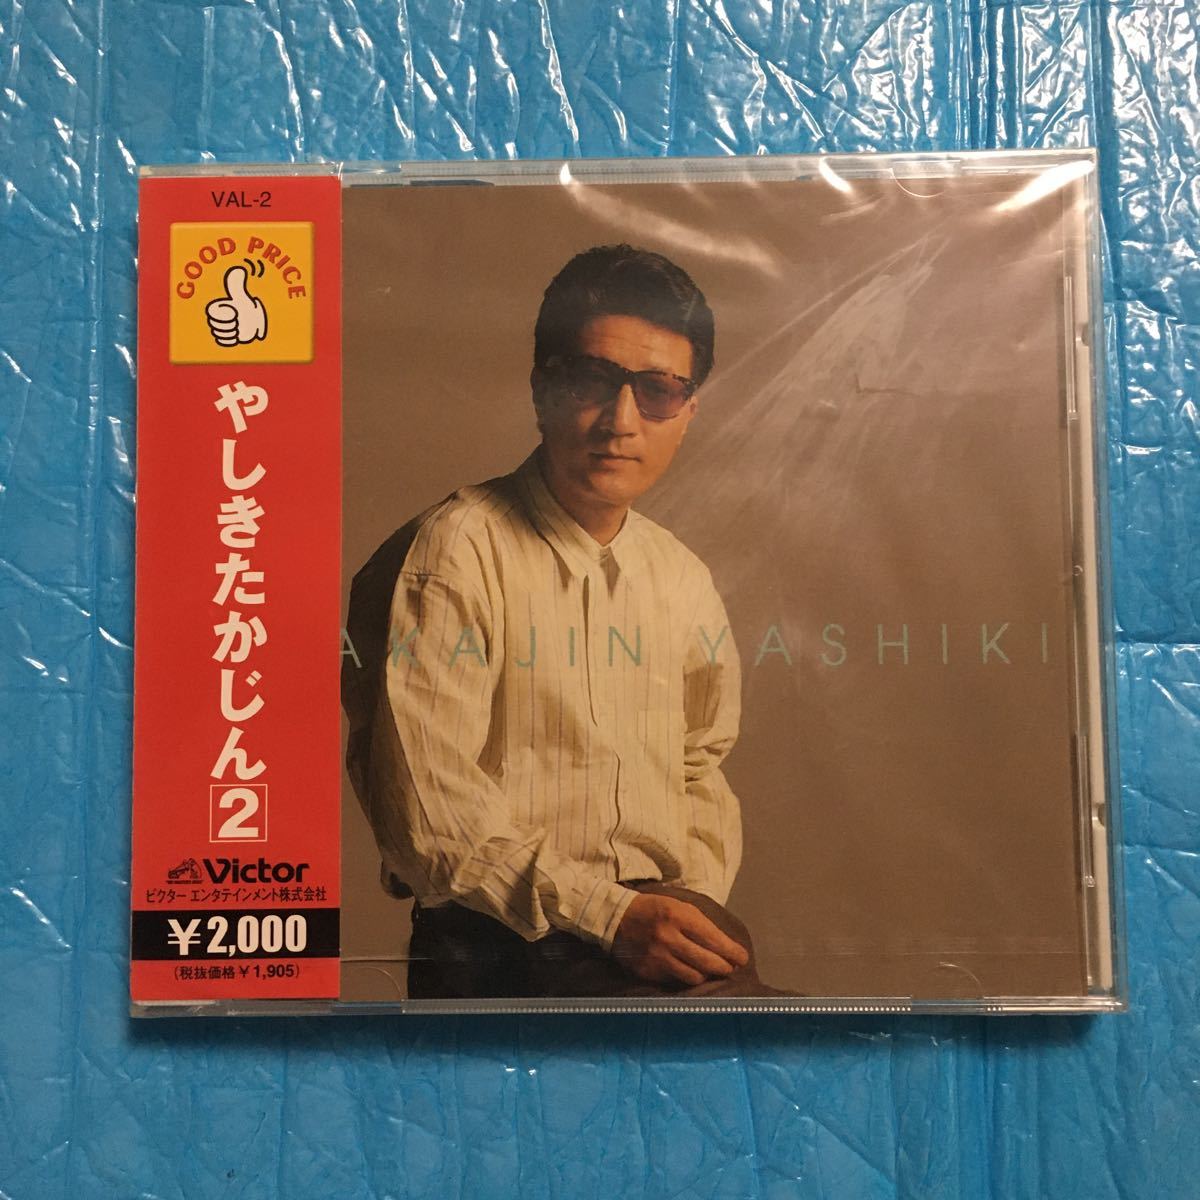 VAL-2
GOOD PRICE
やしきたかじん2
Victor
ビクター エンタテインメント株式会社
¥2,000
(税抜価格¥1,905)
AKAJIN YASHIKI